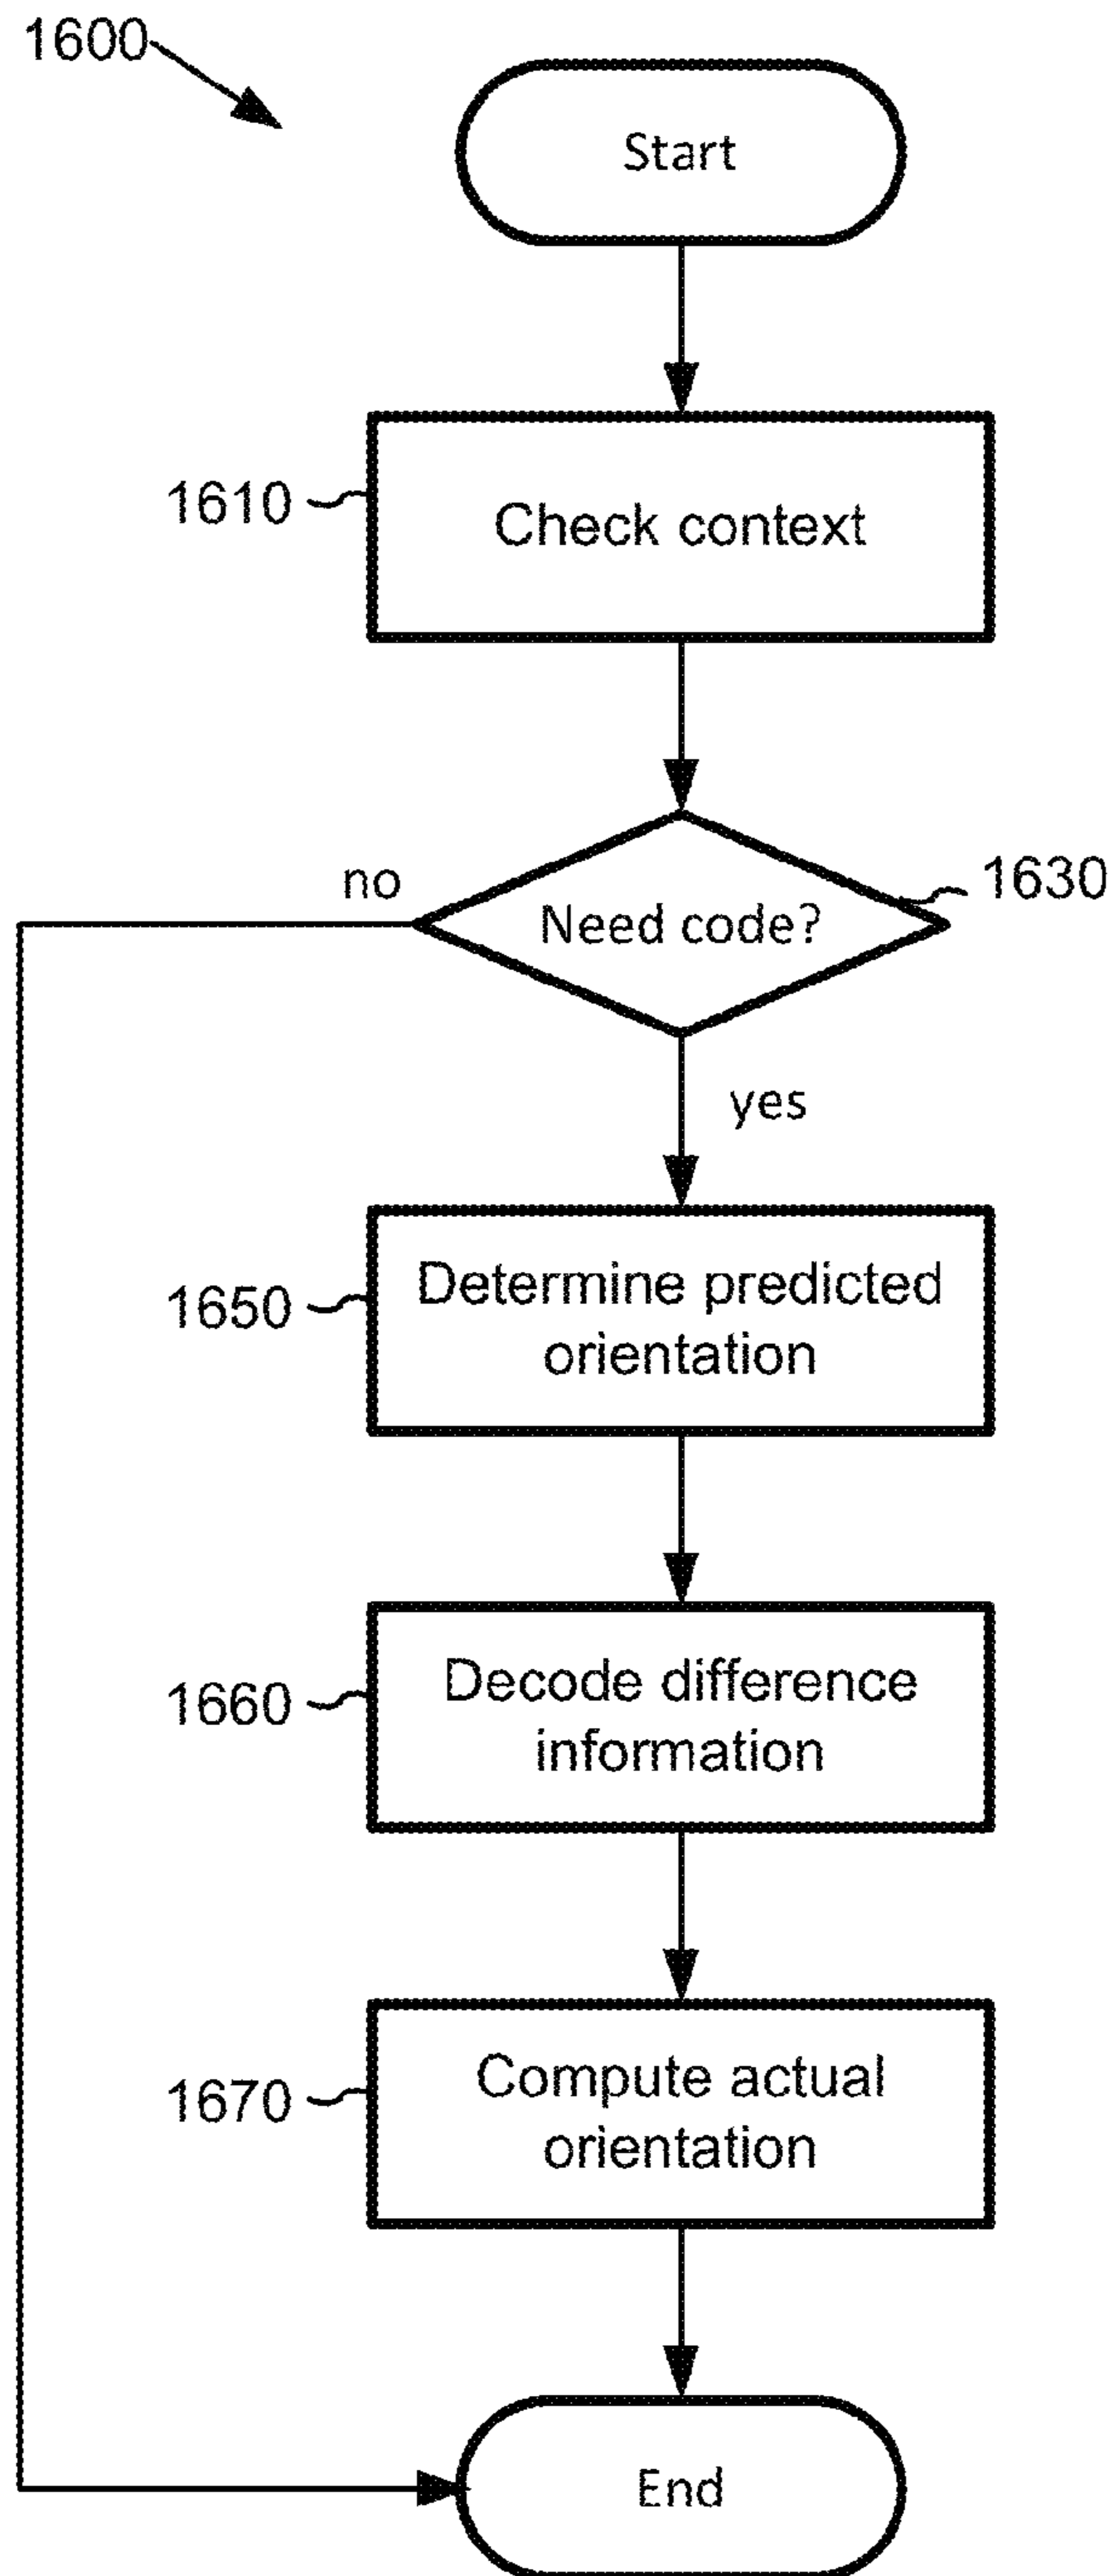 1600
Start
1610
Check context
no
1630
Need code?
yes
1650
Determine predicted
orientation
1660
Decode difference
information
1670
Compute actual
orientation
End